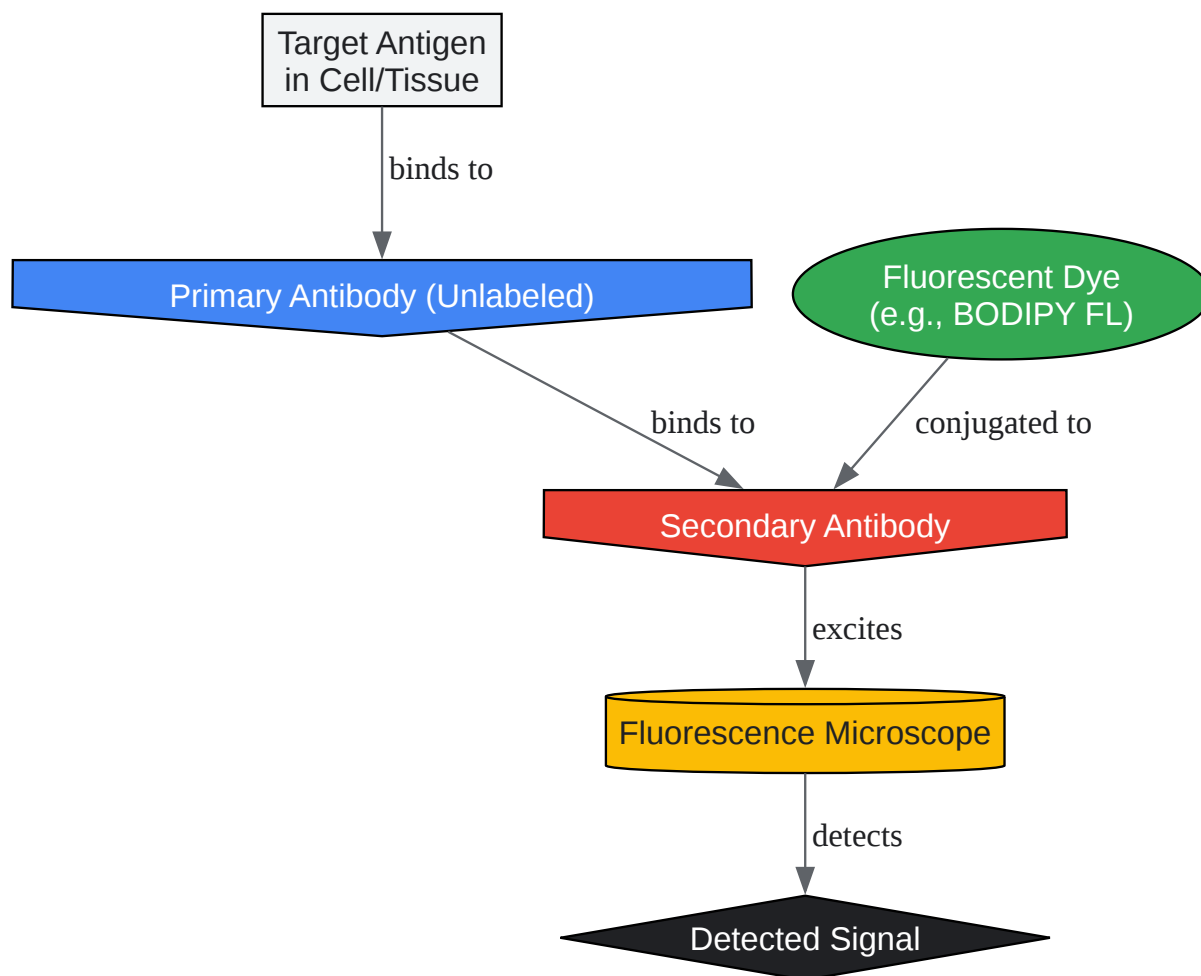 Target Antigen
in Cell/Tissue
binds to
Primary Antibody (Unlabeled)
Fluorescent Dye
(e.g., BODIPY FL)
binds to
conjugated to
Secondary Antibody
excites
Fluorescence Microscope
detects
Detected Signal